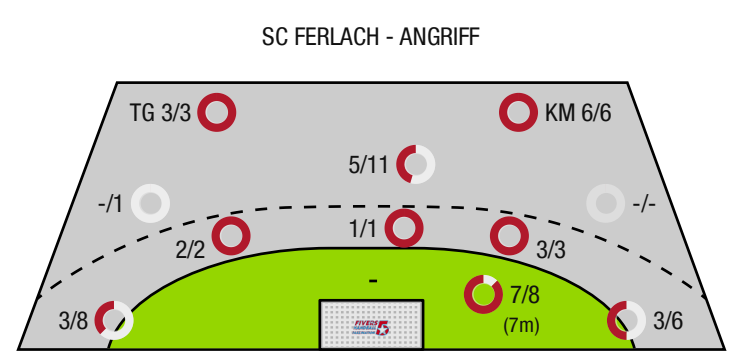 SC FERLACH - ANGRIFF
TG 3/3
KM 6/6
5/11
-/1
-/-
2/2
1/1
3/3
-
7/8
(7m)
3/8
3/6
FIVERS